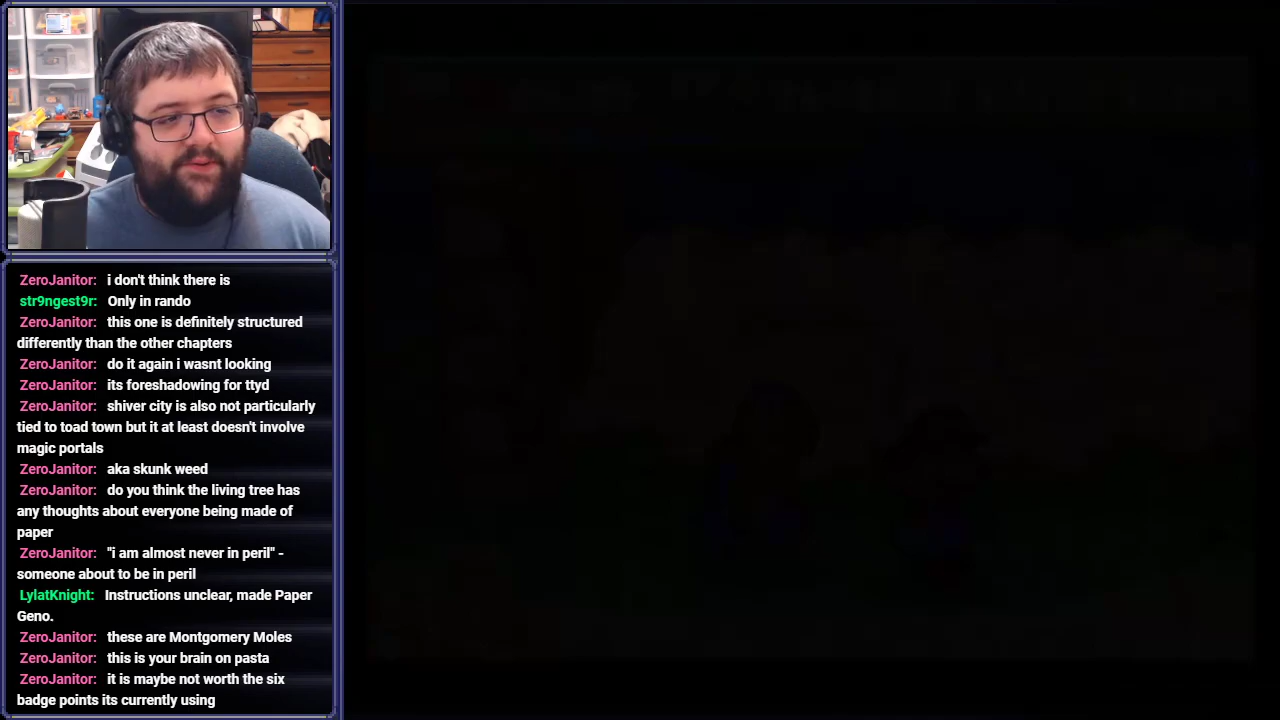 ZeroJanitor: i don't think there is
str9ngest9r: Only in rando
ZeroJanitor: this one is definitely structured
differently than the other chapters
ZeroJanitor: do it again i wasnt looking
ZeroJanitor: its foreshadowing for ttyd
ZeroJanitor: shiver city is also not particularly
tied to toad town but it at least doesn't involve
magic portals
ZeroJanitor: aka skunk weed
ZeroJanitor: do you think the living tree has
any thoughts about everyone being made of
paper
ZeroJanitor: "i am almost never in peril" -
someone about to be in peril
LylatKnight: Instructions unclear, made Paper
Geno.
ZeroJanitor: these are Montgomery Moles
ZeroJanitor: this is your brain on pasta
ZeroJanitor: it is maybe not worth the six
badge points its currently using